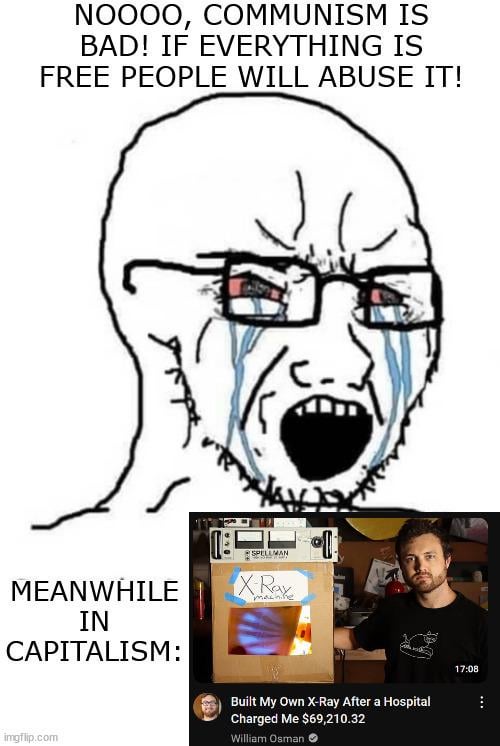 NOOOO, COMMUNISM IS
BAD! IF EVERYTHING IS
FREE PEOPLE WILL ABUSE IT!
SPELLMAN
X-Ray
machine
MEANWHILE
IN
CAPITALISM:
17:08
Built My Own X-Ray After a Hospital
Charged Me $69,210.32
William Osman
imgflip.com